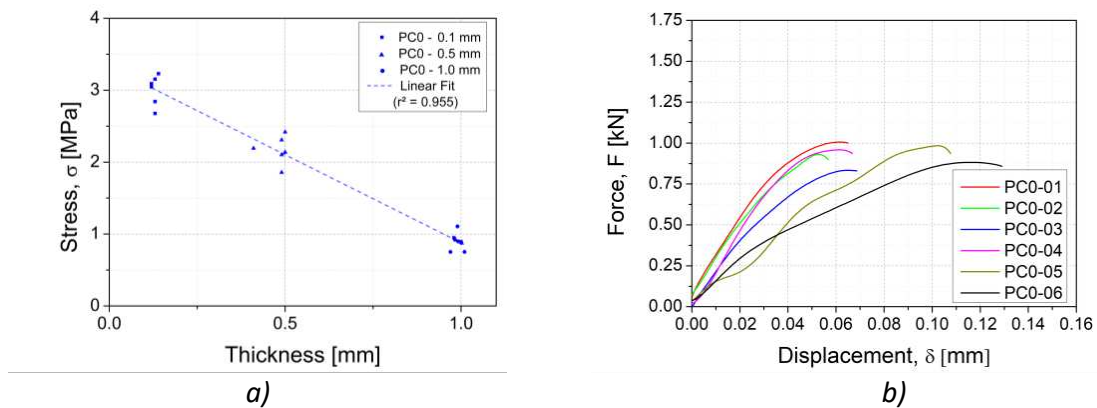 4
3
2
1
0
0.0
0.5
1.0
Stress, σ [MPa]
Thickness [mm]
PC0 - 0.1 mm
PC0 - 0.5 mm
PC0 - 1.0 mm
Linear Fit
(r² = 0.955)
a)
1.75
1.50
1.25
1.00
0.75
0.50
0.25
0.00
0.00 0.02 0.04 0.06 0.08 0.10 0.12 0.14 0.16
Force, F [kN]
Displacement, δ [mm]
PC0-01
PC0-02
PC0-03
PC0-04
PC0-05
PC0-06
b)